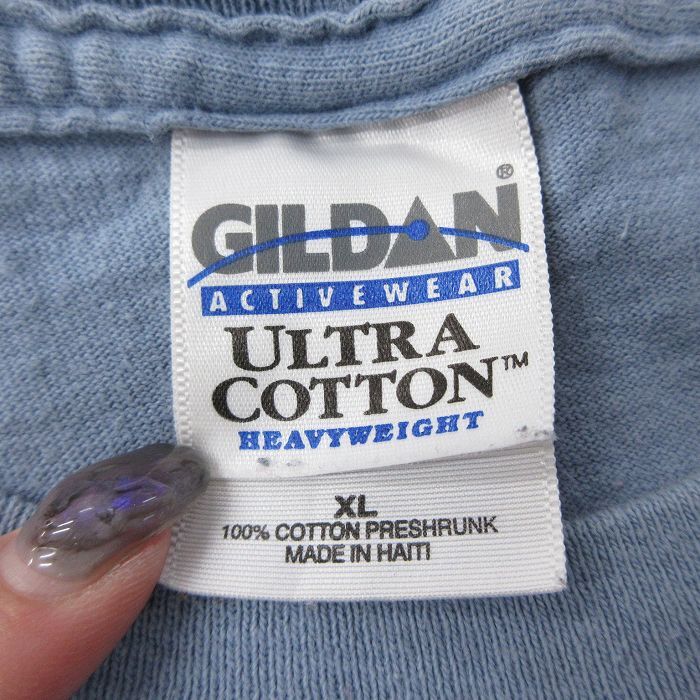 GILDAN®
ACTIVEWEAR
ULTRA
COTTON™
HEAVYWEIGHT
XL
100% COTTON PRESHRUNK
MADE IN HAITI